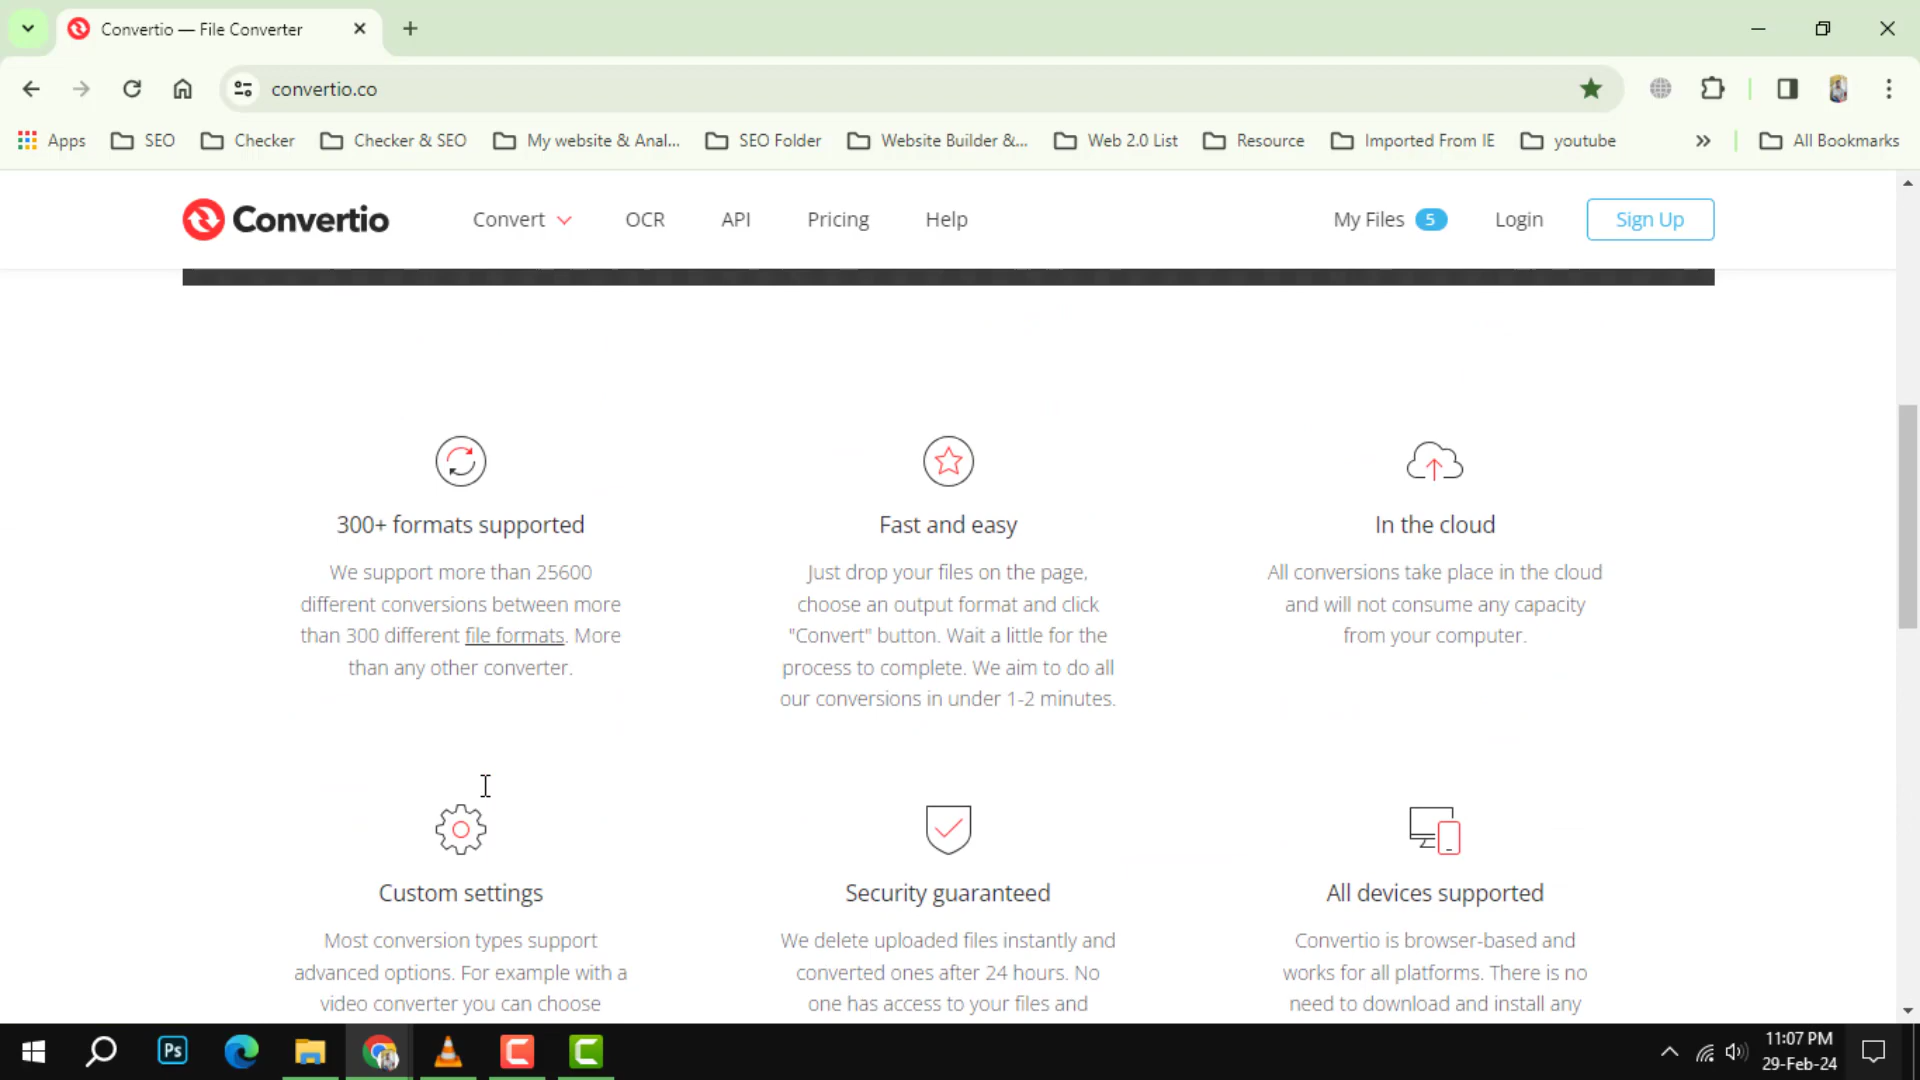 Convertio — File Converter
convertio.co
Apps SEO Checker Checker & SEO My website & Anal... SEO Folder Website Builder &... Web 2.0 List Resource Imported From IE youtube » All Bookmarks
Convertio Convert OCR API Pricing Help My Files 5 Login Sign Up
300+ formats supported
We support more than 25600
different conversions between more
than 300 different file formats. More
than any other converter.
Fast and easy
Just drop your files on the page,
choose an output format and click
"Convert" button. Wait a little for the
process to complete. We aim to do all
our conversions in under 1-2 minutes.
In the cloud
All conversions take place in the cloud
and will not consume any capacity
from your computer.
Custom settings
Most conversion types support
advanced options. For example with a
video converter you can choose
Security guaranteed
We delete uploaded files instantly and
converted ones after 24 hours. No
one has access to your files and
All devices supported
Convertio is browser-based and
works for all platforms. There is no
need to download and install any
Ps
11:07 PM
29-Feb-24